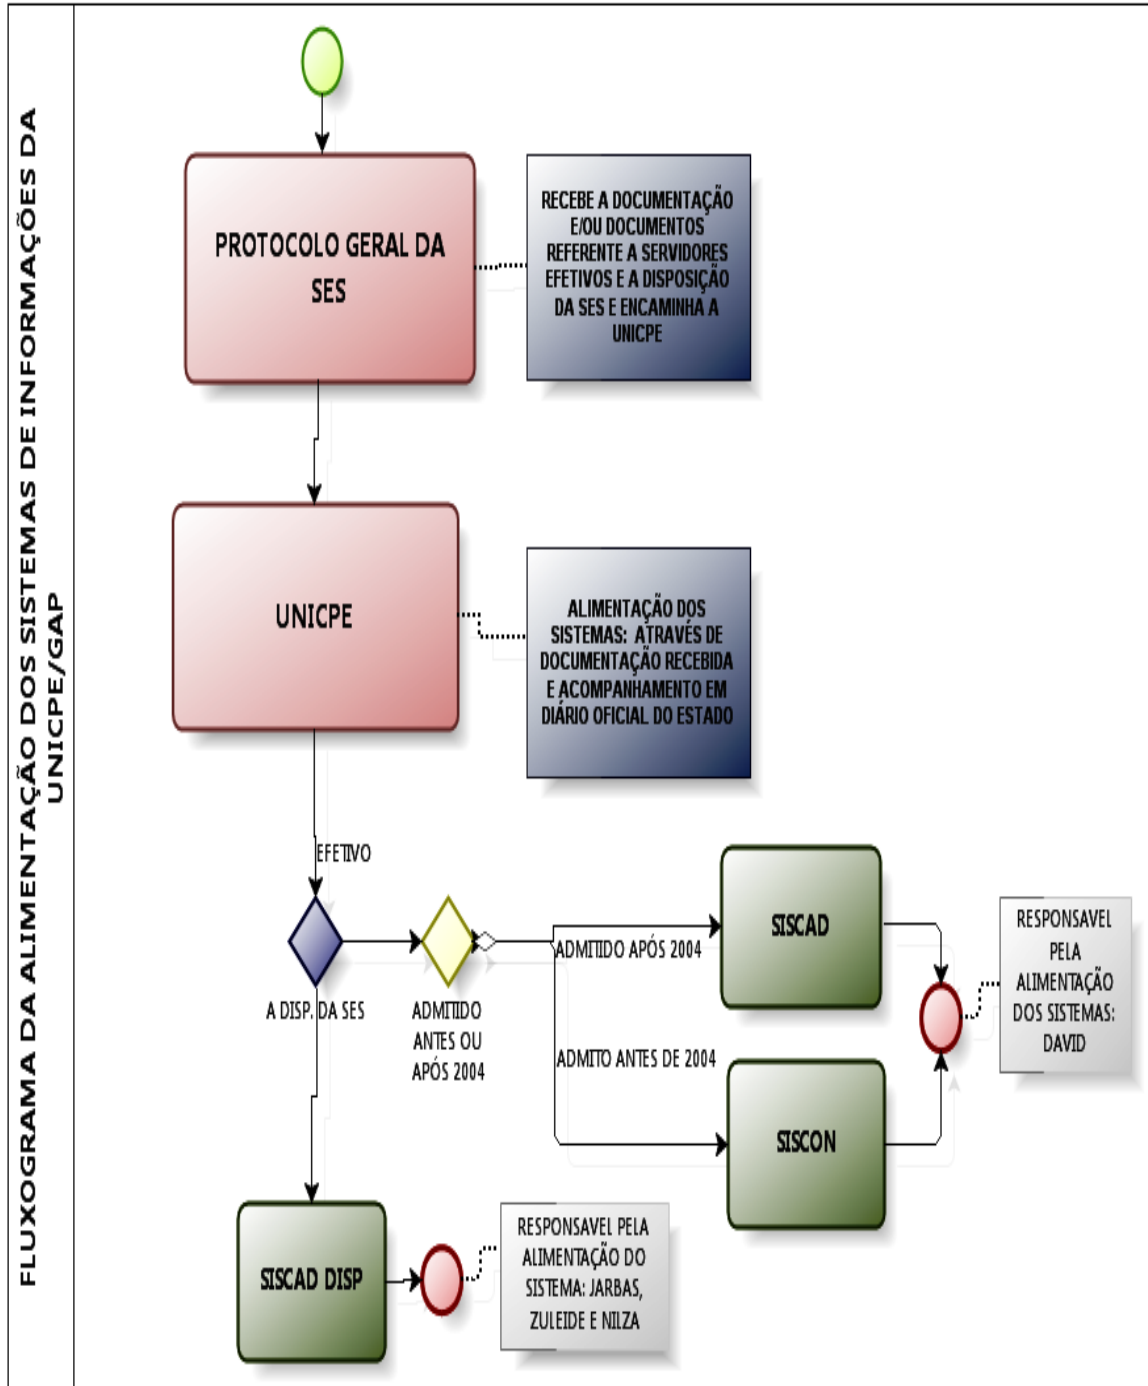 FLUXOGRAMA DA ALIMENTAÇÃO DOS SISTEMAS DE INFORMAÇÕES DA
UNICPE/GAP
PROTOCOLO GERAL DA
SES
RECEBE A DOCUMENTAÇÃO
E/OU DOCUMENTOS
REFERENTE A SERVIDORES
EFETIVOS E A DISPOSIÇÃO
DA SES E ENCAMINHA A
UNICPE
UNICPE
ALIMENTAÇÃO DOS
SISTEMAS: ATRAVÉS DE
DOCUMENTAÇÃO RECEBIDA
E ACOMPANHAMENTO EM
DIÁRIO OFICIAL DO ESTADO
EFETIVO
A DISP. DA SES
ADMITIDO
ANTES OU
APÓS 2004
ADMITIDO APÓS 2004
ADMITO ANTES DE 2004
SISCAD
SISCON
RESPONSAVEL
PELA
ALIMENTAÇÃO
DOS SISTEMAS:
DAVID
SISCAD DISP
RESPONSAVEL PELA
ALIMENTAÇÃO DO
SISTEMA: JARBAS,
ZULEIDE E NILZA